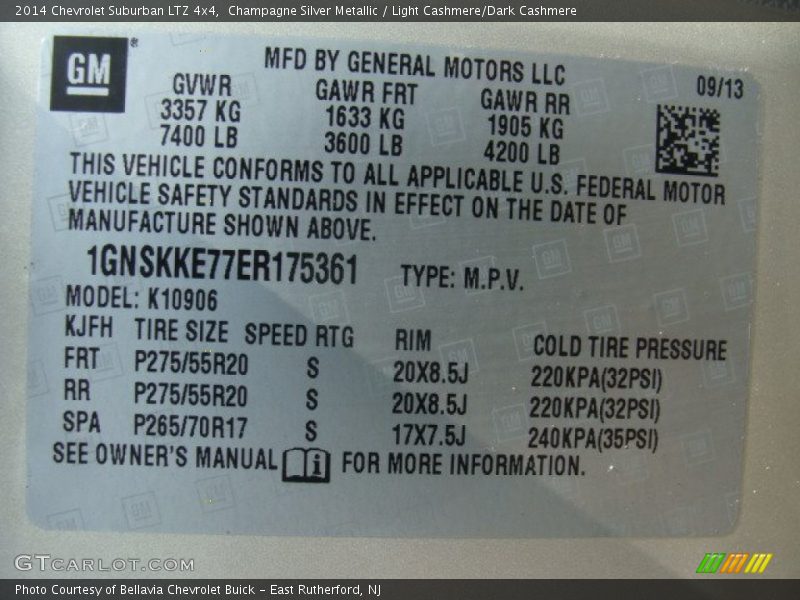 2014 Chevrolet Suburban LTZ 4x4, Champagne Silver Metallic / Light Cashmere/Dark Cashmere
GM
MFD BY GENERAL MOTORS LLC
09/13
GVWR GAWR FRT GAWR RR
3357 KG 1633 KG 1905 KG
7400 LB 3600 LB 4200 LB
THIS VEHICLE CONFORMS TO ALL APPLICABLE U.S. FEDERAL MOTOR
VEHICLE SAFETY STANDARDS IN EFFECT ON THE DATE OF
MANUFACTURE SHOWN ABOVE.
1GNSKKE77ER175361 TYPE: M.P.V.
MODEL: K10906
KJFH TIRE SIZE SPEED RTG RIM COLD TIRE PRESSURE
FRT P275/55R20 S 20X8.5J 220KPA(32PSI)
RR P275/55R20 S 20X8.5J 220KPA(32PSI)
SPA P265/70R17 S 17X7.5J 240KPA(35PSI)
SEE OWNER'S MANUAL FOR MORE INFORMATION.
GTCARLOT.COM
Photo Courtesy of Bellavia Chevrolet Buick – East Rutherford, NJ